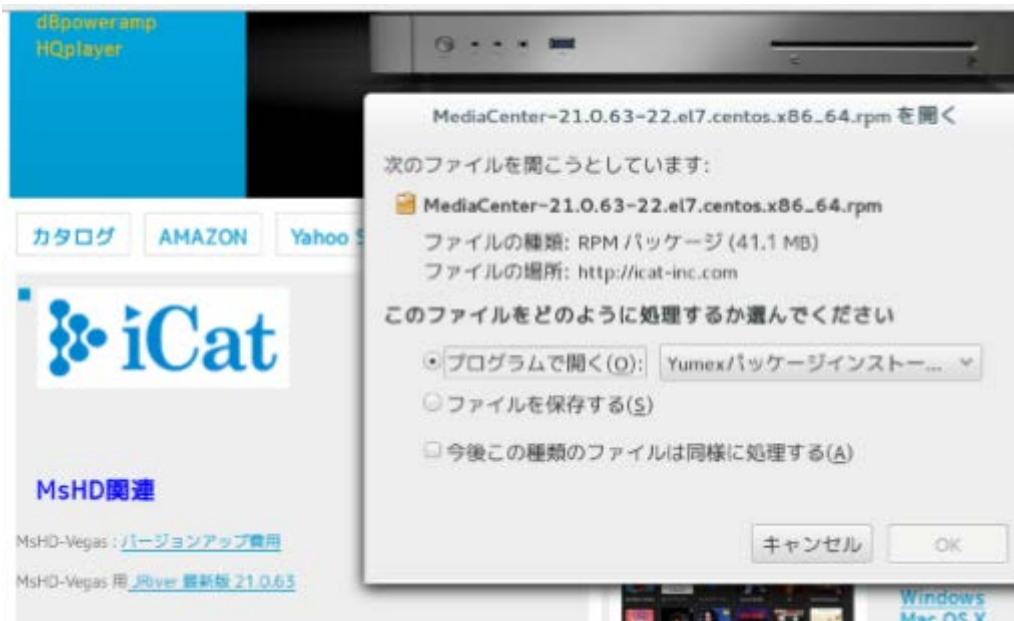 dBpoweramp
HQplayer
MediaCenter-21.0.63-22.el7.centos.x86_64.rpm を開く
次のファイルを開こうとしています:
MediaCenter-21.0.63-22.el7.centos.x86_64.rpm
ファイルの種類: RPM パッケージ (41.1 MB)
ファイルの場所: http://icat-inc.com
このファイルをどのように処理するか選んでください
プログラムで開く(O): Yumexパッケージインストー...
ファイルを保存する(S)
今後この種類のファイルは同様に処理する(A)
キャンセル OK
カタログ AMAZON Yahoo S
iCat
MsHD関連
MsHD-Vegas : バージョンアップ費用
MsHD-Vegas 用 JRiver 最新版 21.0.63
Windows
Mac OS X